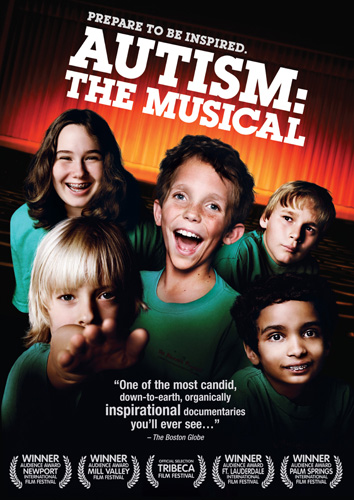 PREPARE TO BE INSPIRED.
AUTISM:
THE MUSICAL
“One of the most candid,
down-to-earth, organically
inspirational documentaries
you’ll ever see…”
– The Boston Globe
WINNER
AUDIENCE AWARD
NEWPORT
INTERNATIONAL
FILM FESTIVAL
WINNER
AUDIENCE AWARD
MILL VALLEY
FILM FESTIVAL
OFFICIAL SELECTION
TRIBECA
FILM FESTIVAL
WINNER
AUDIENCE AWARD
FT. LAUDERDALE
INTERNATIONAL
FILM FESTIVAL
WINNER
AUDIENCE AWARD
PALM SPRINGS
INTERNATIONAL
FILM FESTIVAL